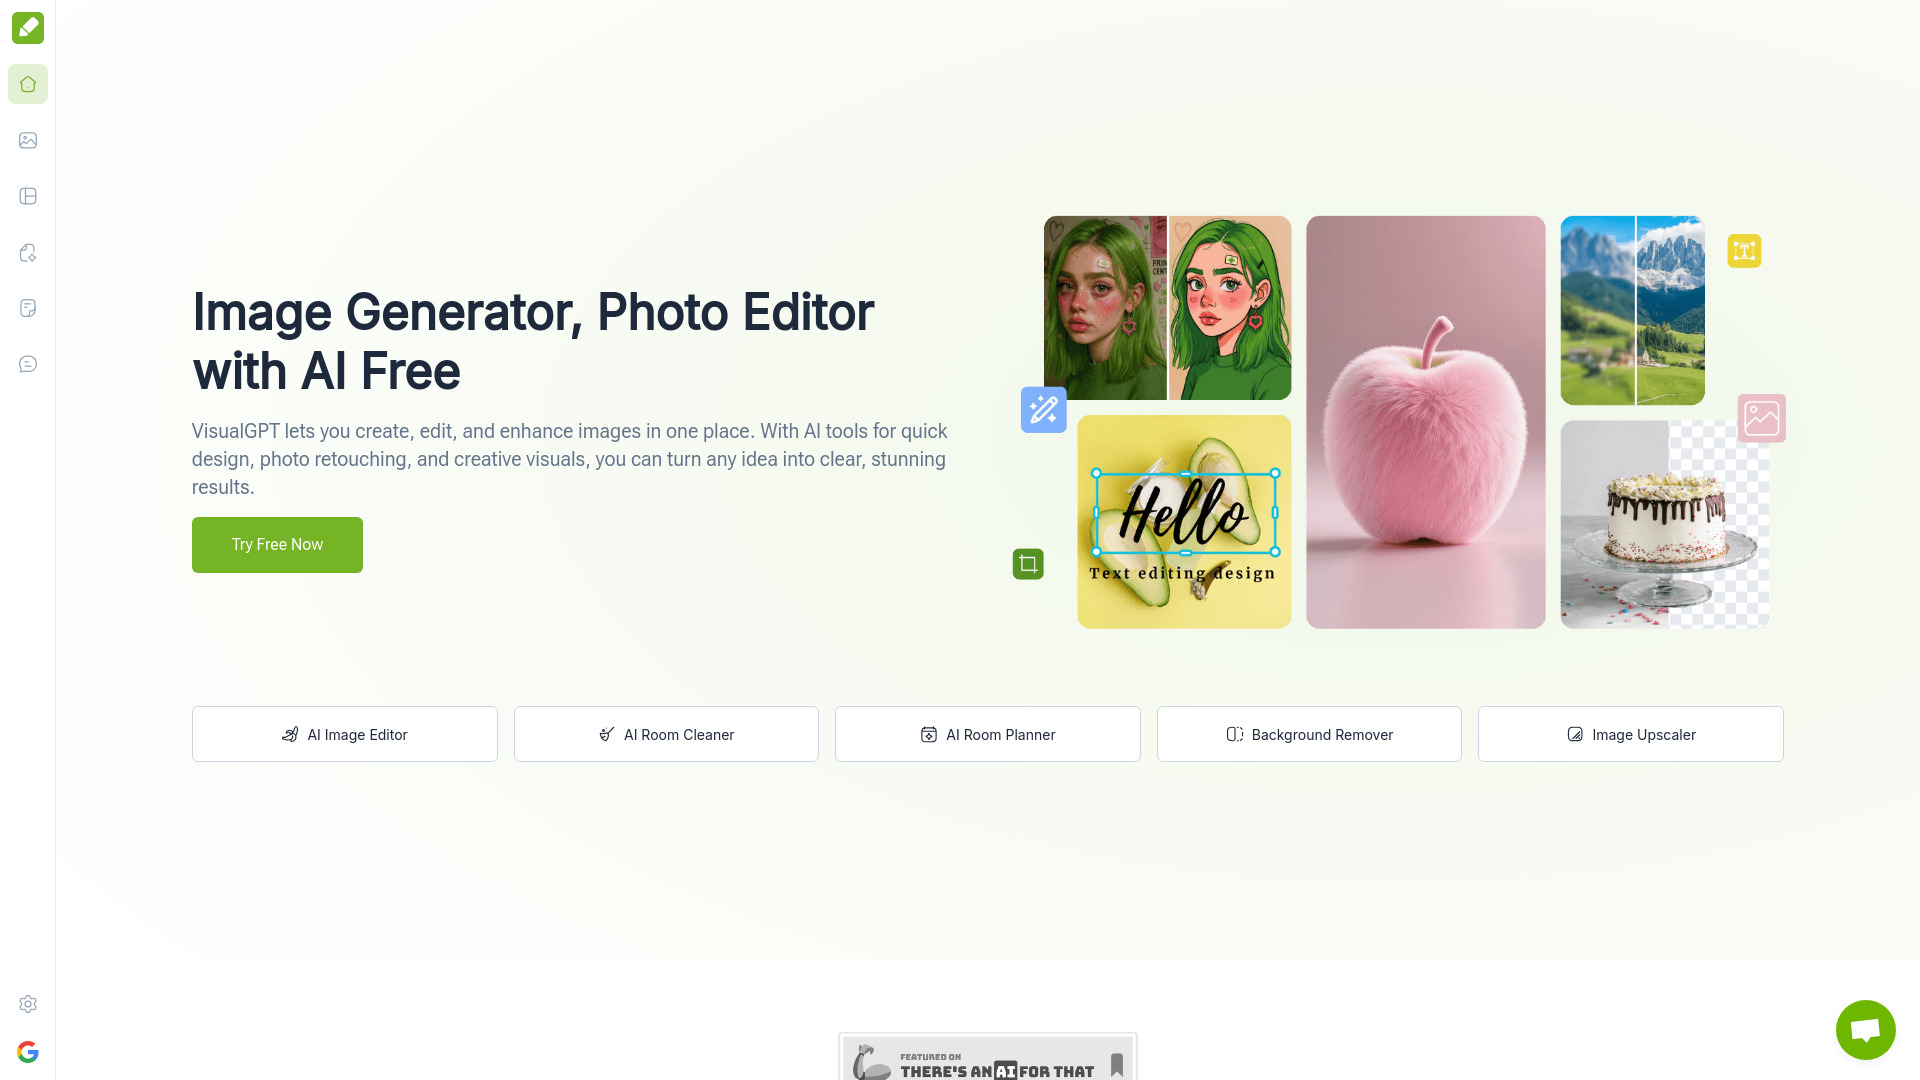 Image Generator, Photo Editor
with AI Free
VisualGPT lets you create, edit, and enhance images in one place. With AI tools for quick
design, photo retouching, and creative visuals, you can turn any idea into clear, stunning
results.
Try Free Now
Hello
Text editing design
AI Image Editor
AI Room Cleaner
AI Room Planner
Background Remover
Image Upscaler
FEATURED ON
THERE'S AN AI FOR THAT